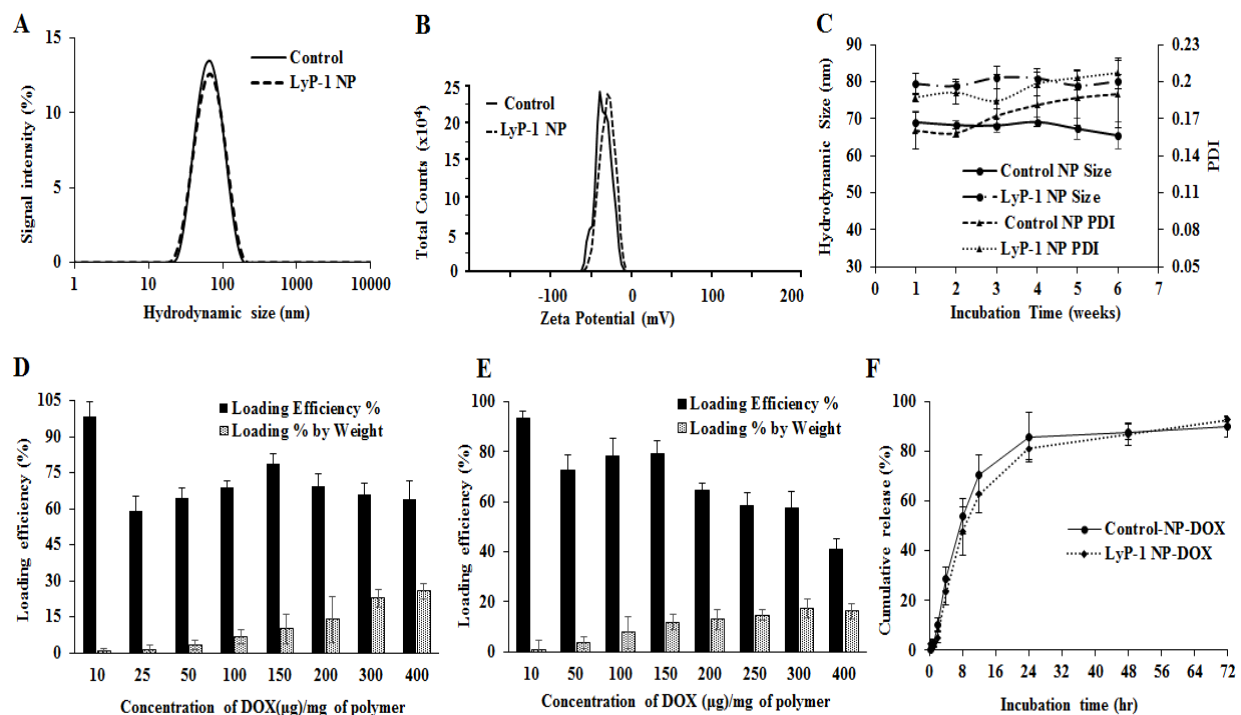 A
15
10
5
0
Signal intensity (%)
Control
LyP-1 NP
1 10 100 1000 10000
Hydrodynamic size (nm)
B
25
20
15
10
5
0
Total Counts (x10⁴)
Control
LyP-1 NP
-100 0 100 200
Zeta Potential (mV)
C
90
80
70
60
50
40
30
Hydrodynamic Size (nm)
0.23
0.2
0.17
0.14
0.11
0.08
0.05
PDI
Control NP Size
LyP-1 NP Size
Control NP PDI
LyP-1 NP PDI
0 1 2 3 4 5 6 7
Incubation Time (weeks)
D
105
90
75
60
45
30
15
0
Loading efficiency (%)
Loading Efficiency %
Loading % by Weight
10 25 50 100 150 200 300 400
Concentration of DOX(µg)/mg of polymer
E
100
80
60
40
20
0
Loading efficiency (%)
Loading Efficiency %
Loading % by Weight
10 50 100 150 200 250 300 400
Concentration of DOX (µg)/mg of polymer
F
100
80
60
40
20
0
Cumulative release (%)
Control-NP-DOX
LyP-1 NP-DOX
0 8 16 24 32 40 48 56 64 72
Incubation time (hr)